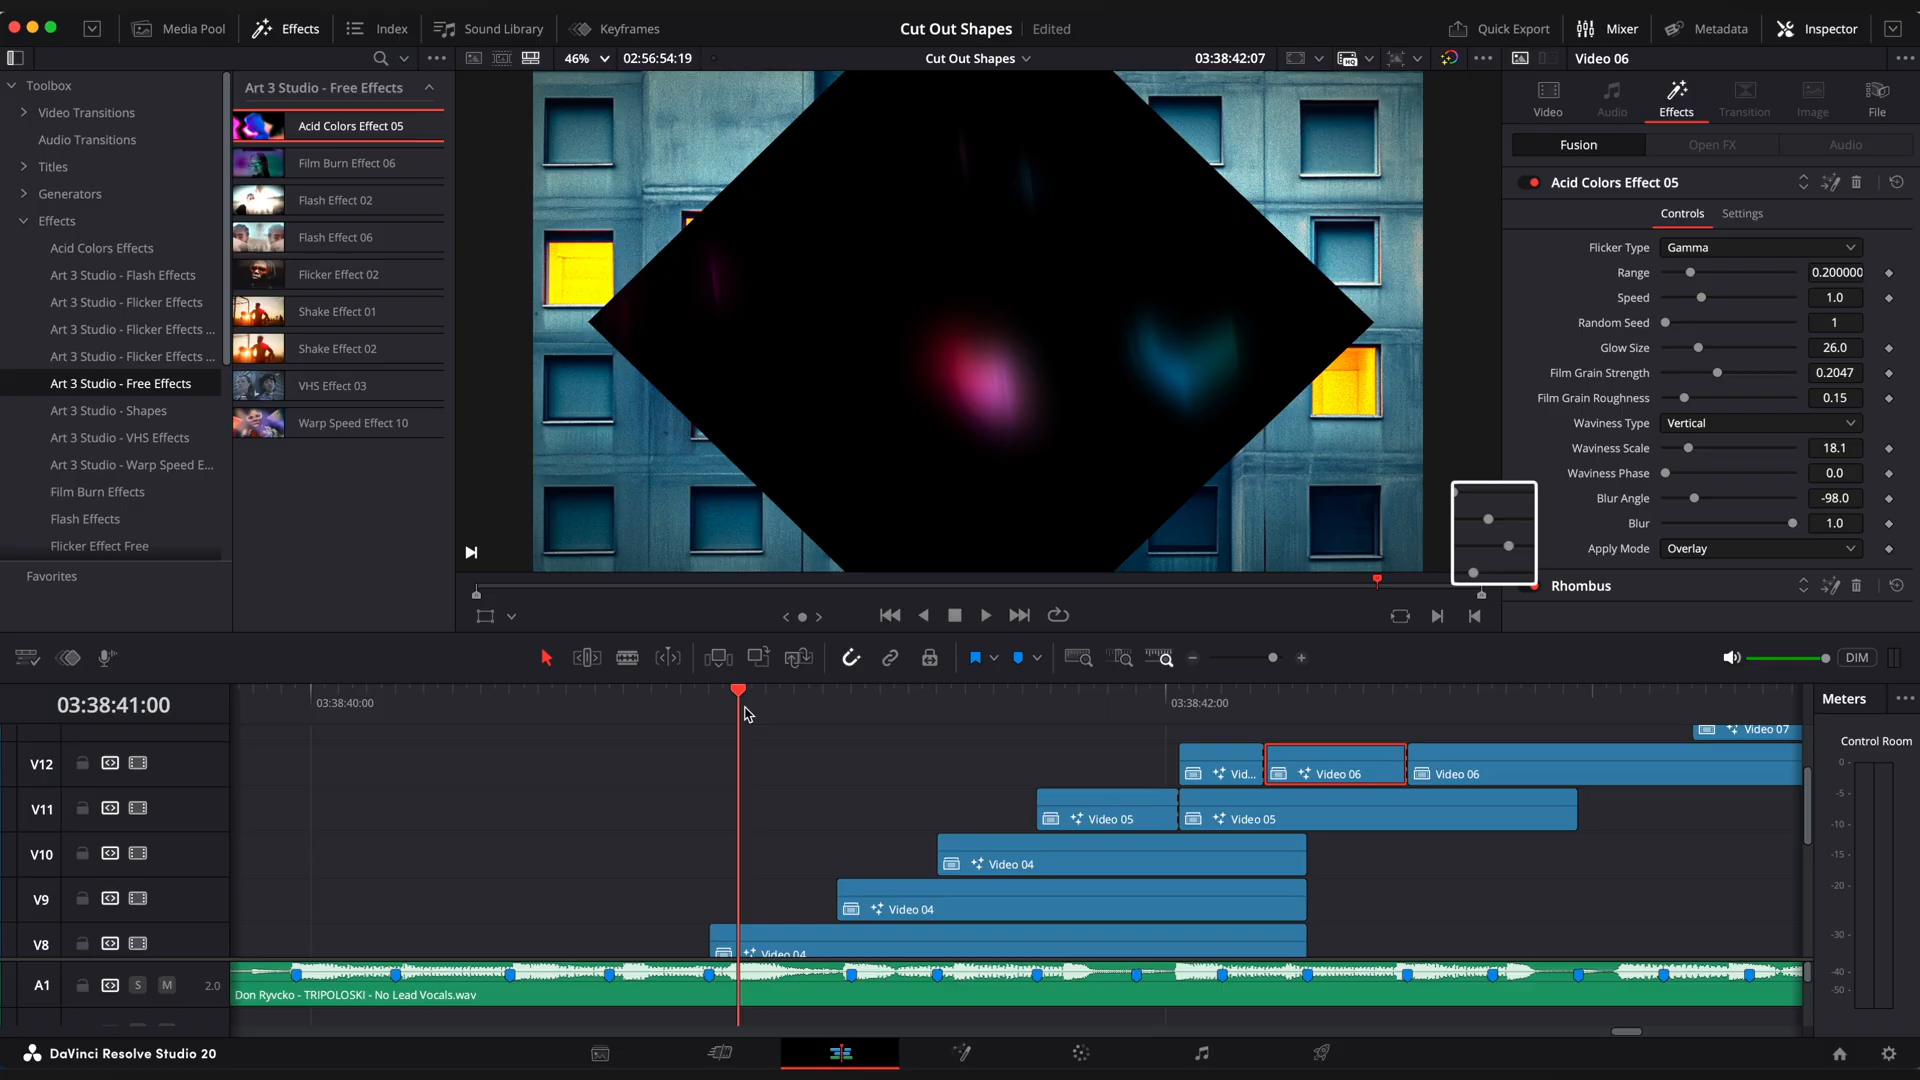 Media Pool
Effects
Index
Sound Library
Keyframes
Cut Out Shapes
Edited
Quick Export
Mixer
Metadata
Inspector
46%
02:56:54:19
Cut Out Shapes
03:38:42:07
Video 06
Toolbox
Video Transitions
Audio Transitions
Titles
Generators
Effects
Acid Colors Effects
Art 3 Studio - Flash Effects
Art 3 Studio - Flicker Effects
Art 3 Studio - Flicker Effects ...
Art 3 Studio - Flicker Effects ...
Art 3 Studio - Free Effects
Art 3 Studio - Shapes
Art 3 Studio - VHS Effects
Art 3 Studio - Warp Speed E...
Film Burn Effects
Flash Effects
Flicker Effect Free
Favorites
Art 3 Studio - Free Effects
Acid Colors Effect 05
Film Burn Effect 06
Flash Effect 02
Flash Effect 06
Flicker Effect 02
Shake Effect 01
Shake Effect 02
VHS Effect 03
Warp Speed Effect 10
Video
Audio
Effects
Transition
Image
File
Fusion
Open FX
Audio
Acid Colors Effect 05
Controls
Settings
Flicker Type Gamma
Range 0.200000
Speed 1.0
Random Seed 1
Glow Size 26.0
Film Grain Strength 0.2047
Film Grain Roughness 0.15
Waviness Type Vertical
Waviness Scale 18.1
Waviness Phase 0.0
Blur Angle -98.0
Blur 1.0
Apply Mode Overlay
Rhombus
DIM
03:38:41:00
03:38:40:00
03:38:42:00
Meters
Control Room
0 -
-5 -
-10 -
-15 -
-20 -
-30 -
-40 -
-50 -
Video 07
V12
Vid...
Video 06
Video 06
V11
Video 05
Video 05
V10
Video 04
V9
Video 04
V8
Video 04
A1
S
M
2.0
Don Ryvcko - TRIPOLOSKI - No Lead Vocals.wav
DaVinci Resolve Studio 20